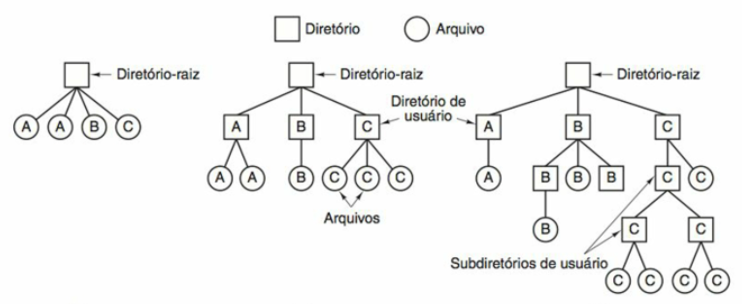 Diretório
Arquivo
Diretório-raiz
A A B C
Diretório-raiz
Diretório de
usuário
A B C
A A B C C C
Arquivos
Diretório-raiz
A B C
A B B B C C
B C C
Subdiretórios de usuário
C C C C